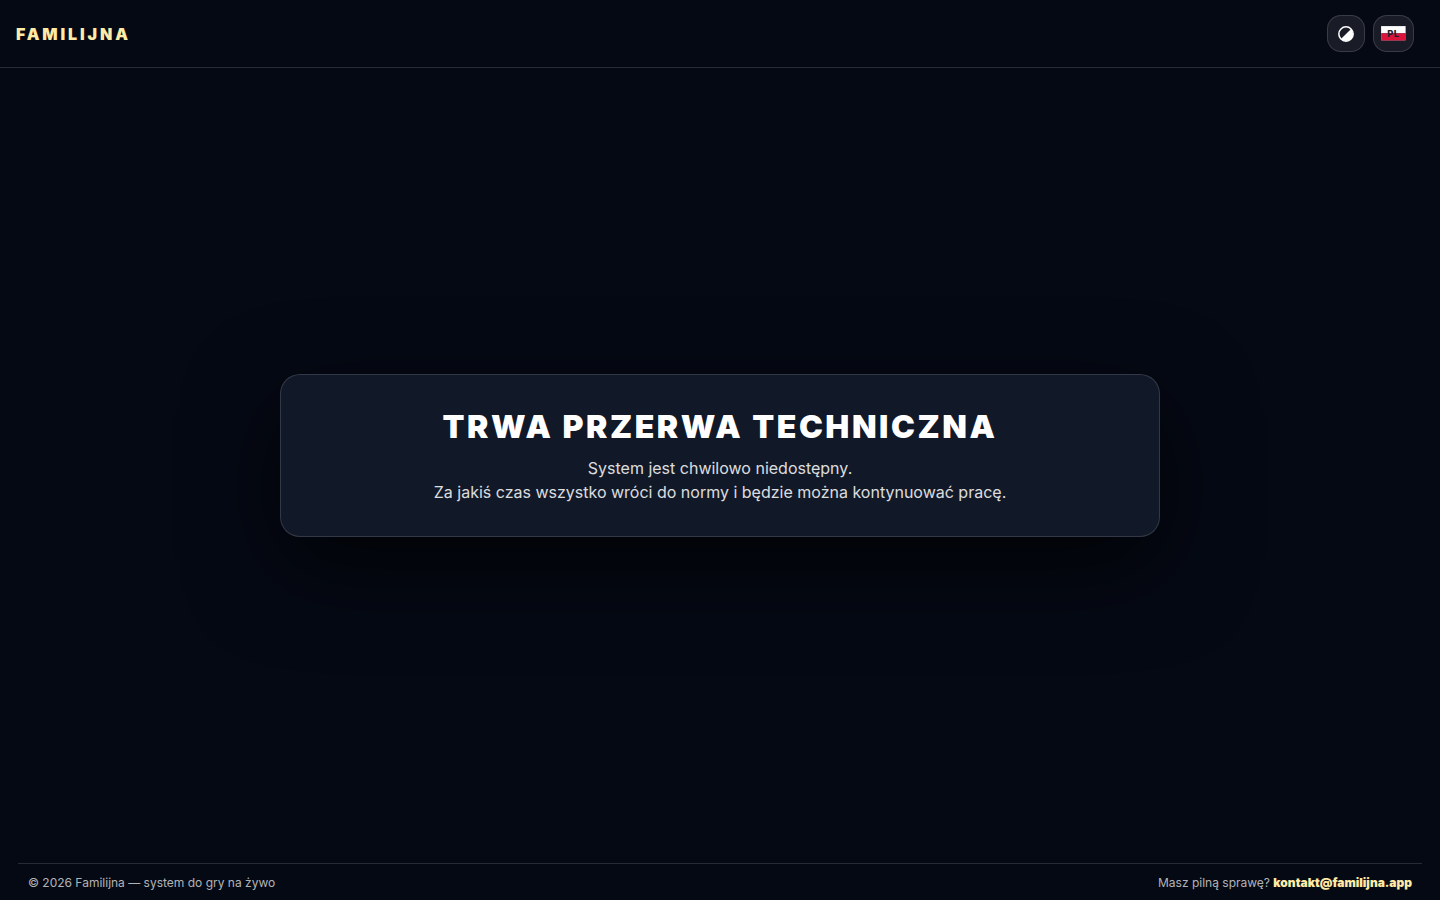 FAMILIJNA
PL
TRWA PRZERWA TECHNICZNA
System jest chwilowo niedostępny.
Za jakiś czas wszystko wróci do normy i będzie można kontynuować pracę.
© 2026 Familijna — system do gry na żywo
Masz pilną sprawę? kontakt@familijna.app